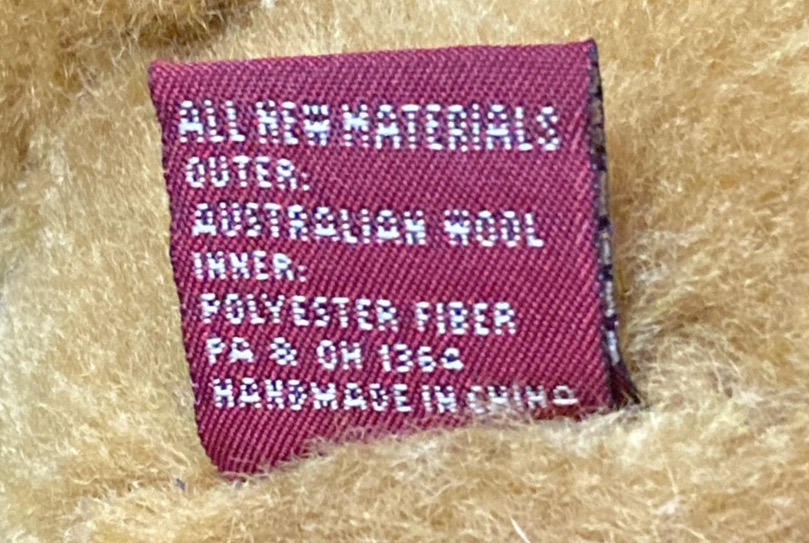 ALL NEW MATERIALS
OUTER:
AUSTRALIAN WOOL
INNER:
POLYESTER FIBER
PA & OH 1364
HANDMADE IN CHINA